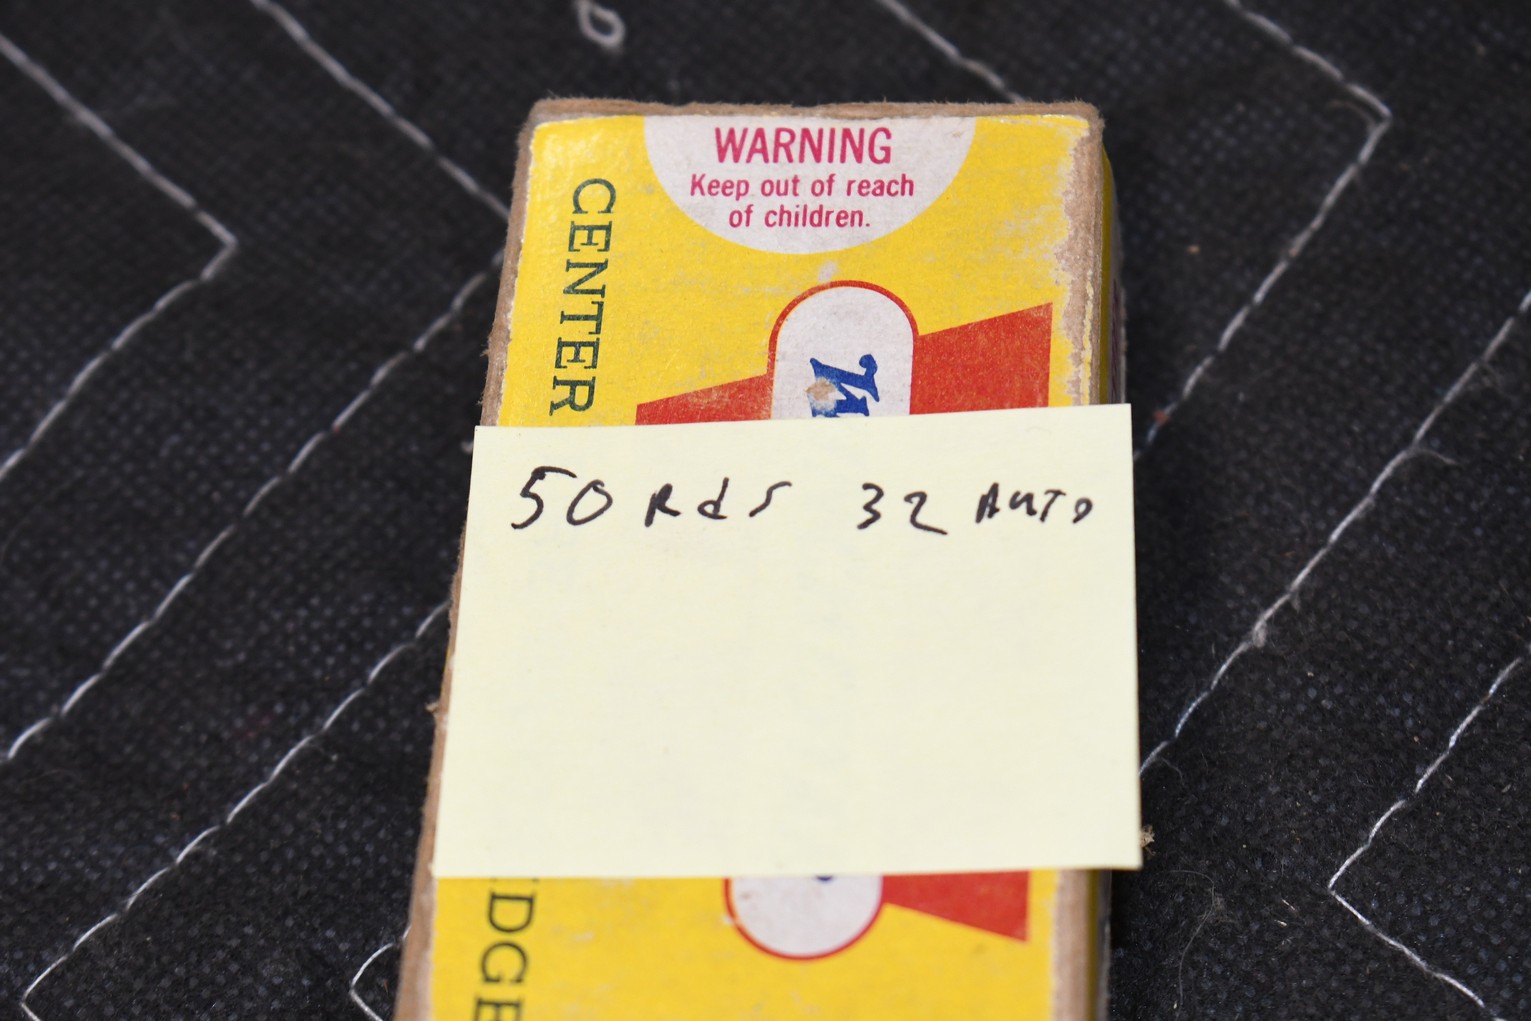 WARNING
Keep out of reach
of children.
CENTER
50 Rds 32 AUTO